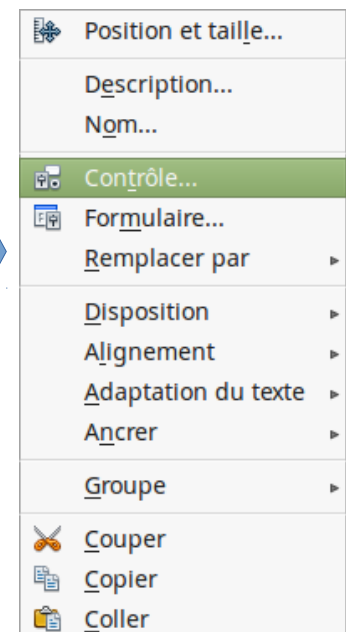 Position et taille...
Description...
Nom...
Contrôle...
Formulaire...
Remplacer par
Disposition
Alignement
Adaptation du texte
Ancrer
Groupe
Couper
Copier
Coller